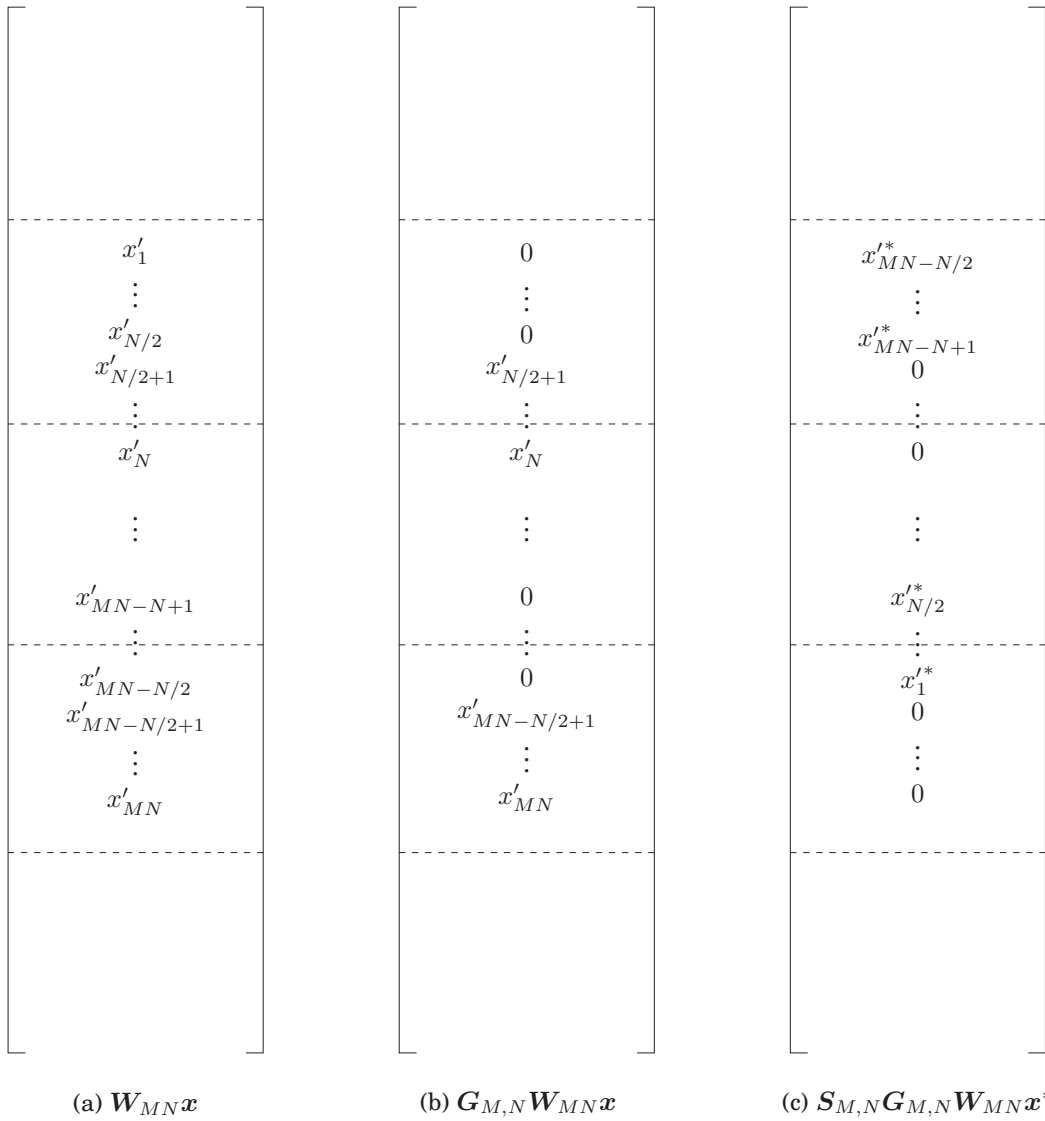 x′_1
⋮
x′_{N/2}
x′_{N/2+1}
⋮
x′_N
⋮
x′_{MN−N+1}
⋮
x′_{MN−N/2}
x′_{MN−N/2+1}
⋮
x′_{MN}
(a) W_{MN}x
0
⋮
0
x′_{N/2+1}
⋮
x′_N
⋮
0
⋮
0
x′_{MN−N/2+1}
⋮
x′_{MN}
(b) G_{M,N}W_{MN}x
x′^*_{MN−N/2}
⋮
x′^*_{MN−N+1}
0
⋮
0
⋮
x′^*_{N/2}
⋮
x′^*_1
0
⋮
0
(c) S_{M,N}G_{M,N}W_{MN}x^*